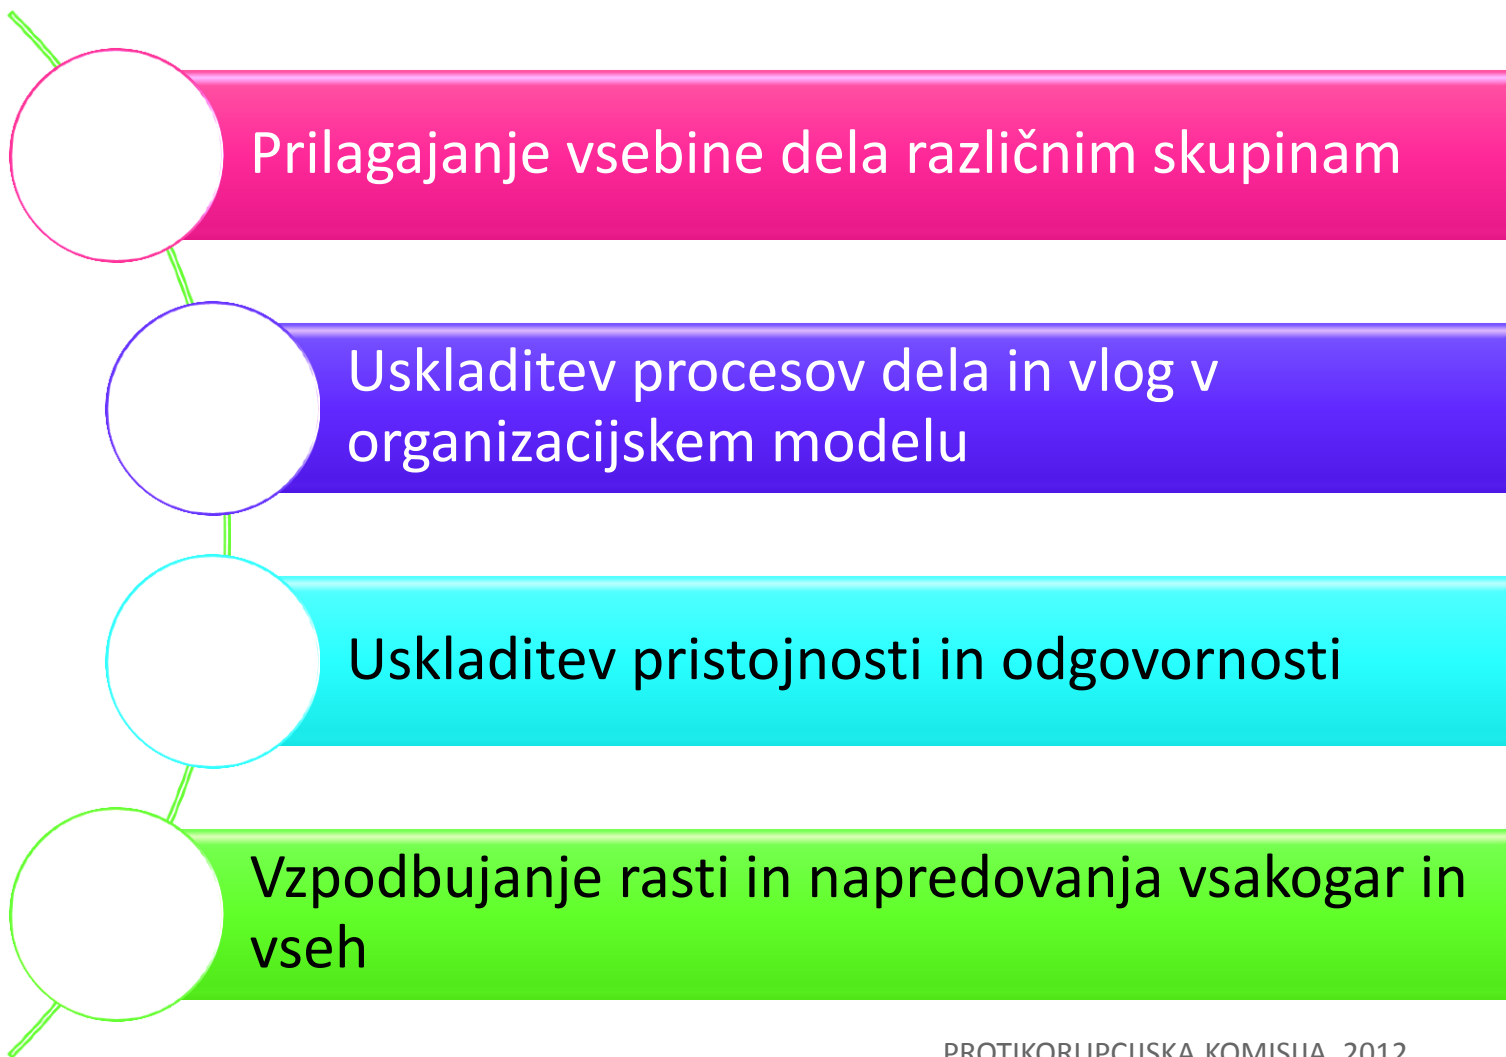 Prilagajanje vsebine dela različnim skupinam
Uskladitev procesov dela in vlog v
organizacijskem modelu
Uskladitev pristojnosti in odgovornosti
Vzpodbujanje rasti in napredovanja vsakogar in
vseh
PROTIKORUPCIJSKA KOMISIJA, 2012